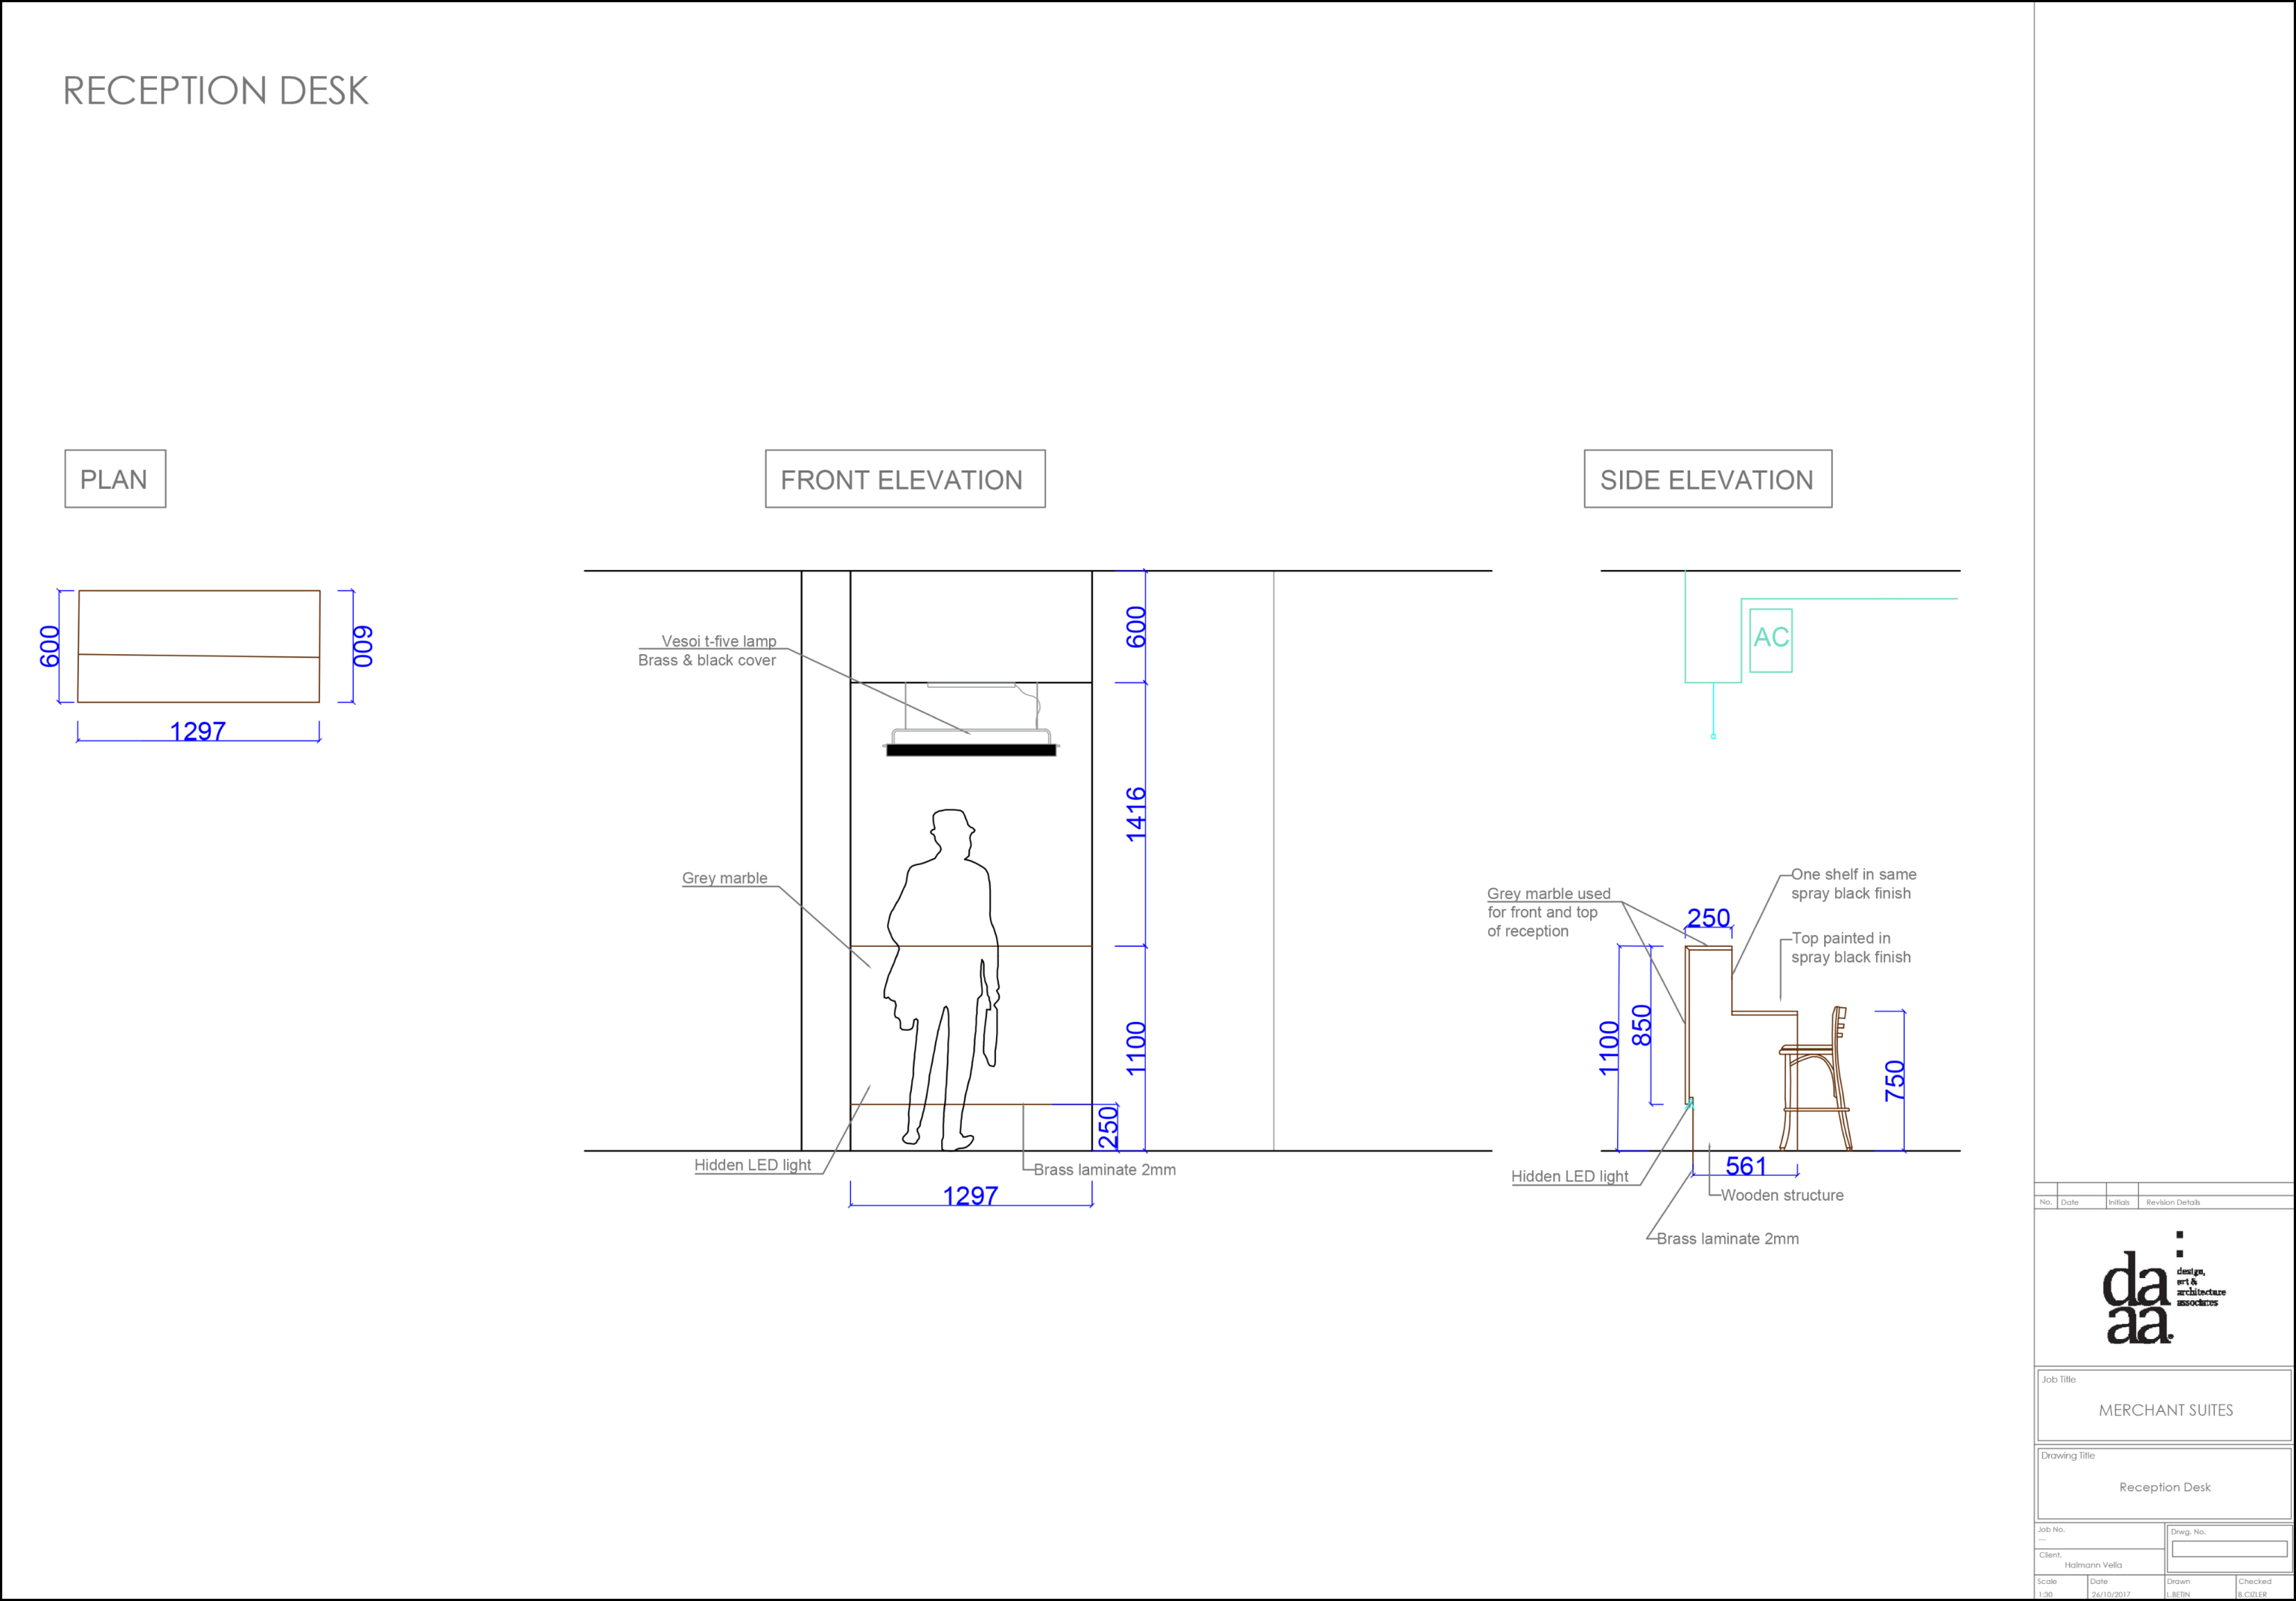 RECEPTION DESK
PLAN
600
600
1297
FRONT ELEVATION
Vesoi t-five lamp
Brass & black cover
Grey marble
Hidden LED light
Brass laminate 2mm
600
1416
1100
250
1297
SIDE ELEVATION
AC
Grey marble used
for front and top
of reception
One shelf in same
spray black finish
Top painted in
spray black finish
250
1100
850
750
561
Hidden LED light
Wooden structure
Brass laminate 2mm
No. Date Initials Revision Details
da
aa.
design,
art &
architecture
associates
Job Title
MERCHANT SUITES
Drawing Title
Reception Desk
Job No.
---
Drwg. No.
Client.
Halmann Vella
Scale Date Drawn Checked
1:30 26/10/2017 L.BETIN B.CIZLER